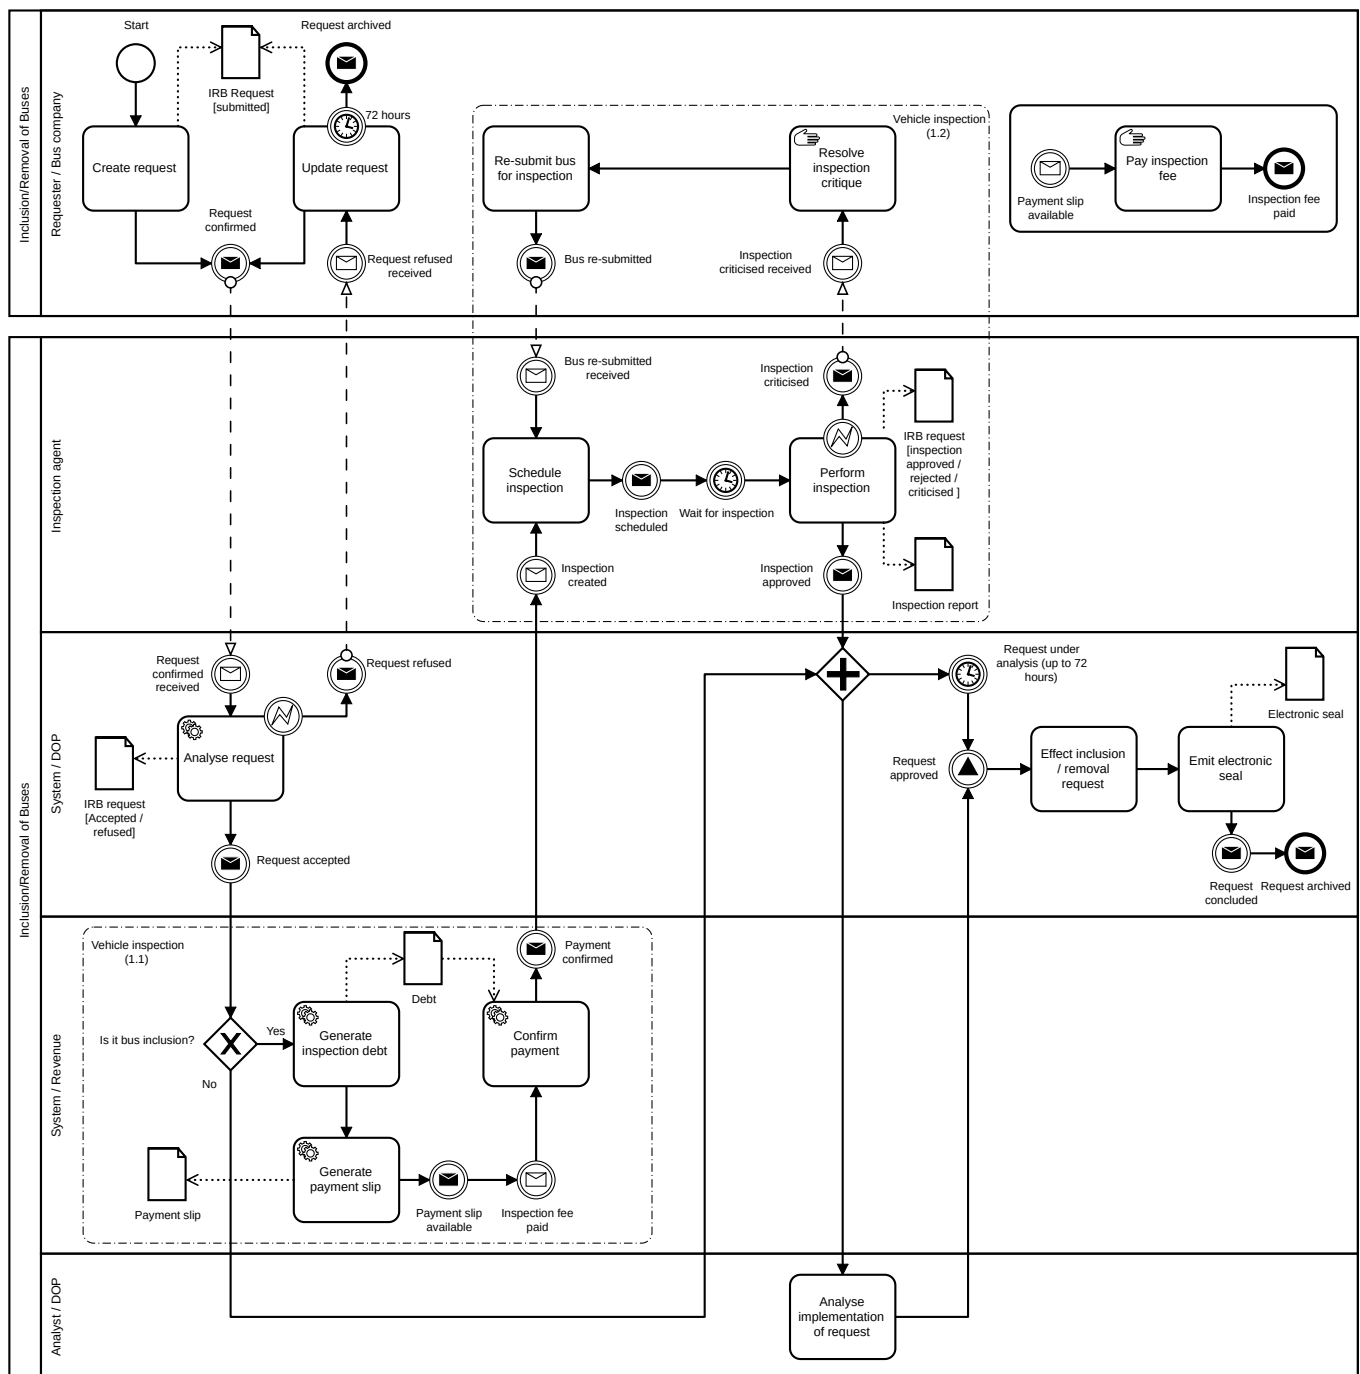 Inclusion/Removal of Buses
Requester / Bus company
Start
IRB Request
[submitted]
Request archived
72 hours
Create request
Update request
Request
confirmed
Request refused
received
Vehicle inspection
(1.2)
Re-submit bus
for inspection
Resolve
inspection
critique
Bus re-submitted
Inspection
criticised received
Payment slip
available
Pay inspection
fee
Inspection fee
paid
Inclusion/Removal of Buses
Inspection agent
Bus re-submitted
received
Inspection
criticised
IRB request
[inspection
approved /
rejected /
criticised ]
Schedule
inspection
Inspection
scheduled
Wait for inspection
Perform
inspection
Inspection
created
Inspection
approved
Inspection report
System / DOP
Request
confirmed
received
Request refused
Analyse request
IRB request
[Accepted /
refused]
Request accepted
Request under
analysis (up to 72
hours)
Electronic seal
Request
approved
Effect inclusion
/ removal
request
Emit electronic
seal
Request
concluded
Request archived
System / Revenue
Vehicle inspection
(1.1)
Debt
Payment
confirmed
Is it bus inclusion?
Yes
No
Generate
inspection debt
Confirm
payment
Generate
payment slip
Payment slip
Payment slip
available
Inspection fee
paid
Analyst / DOP
Analyse
implementation
of request